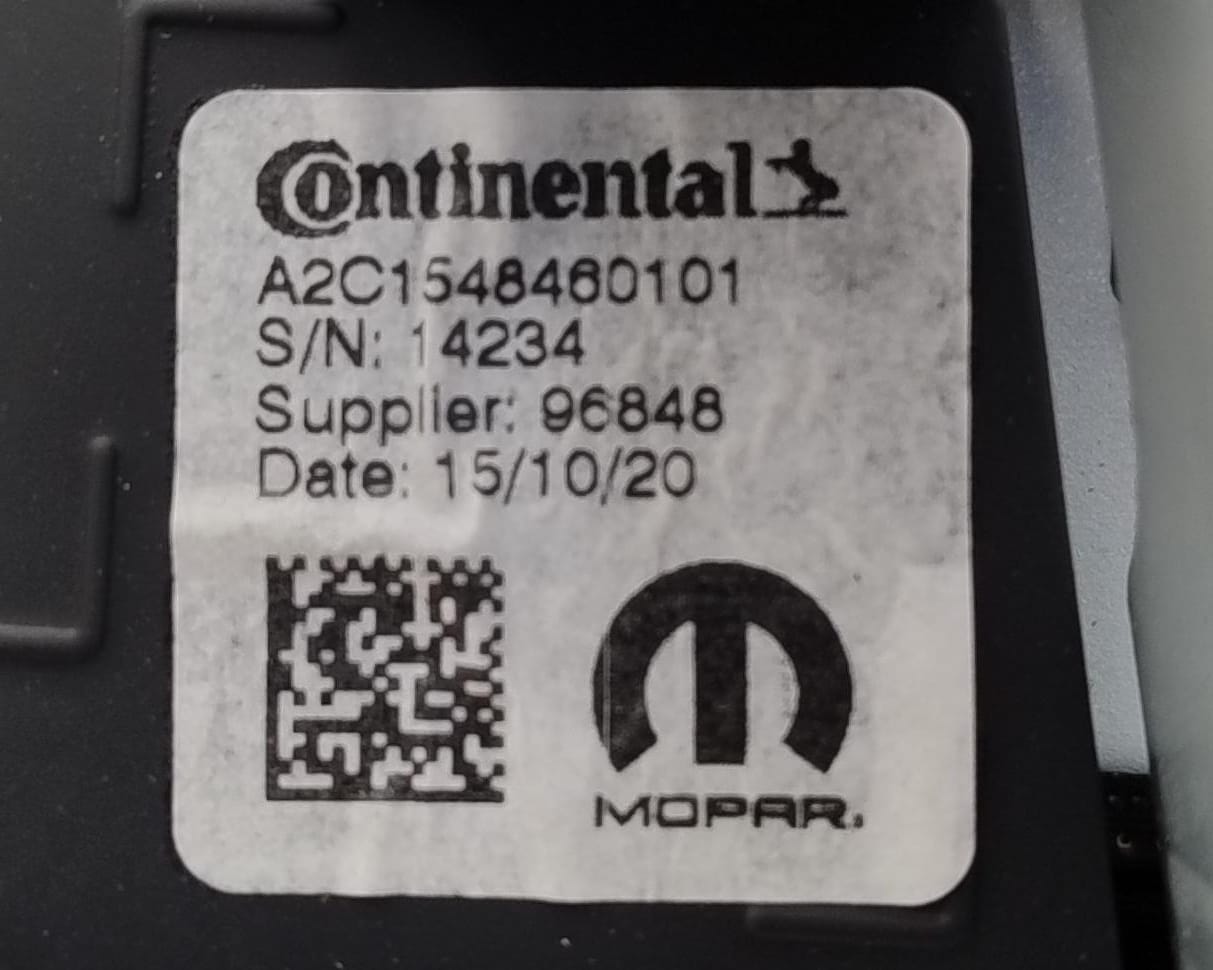 Continental
A2C1548460101
S/N: 14234
Supplier: 96848
Date: 15/10/20
MOPAR.